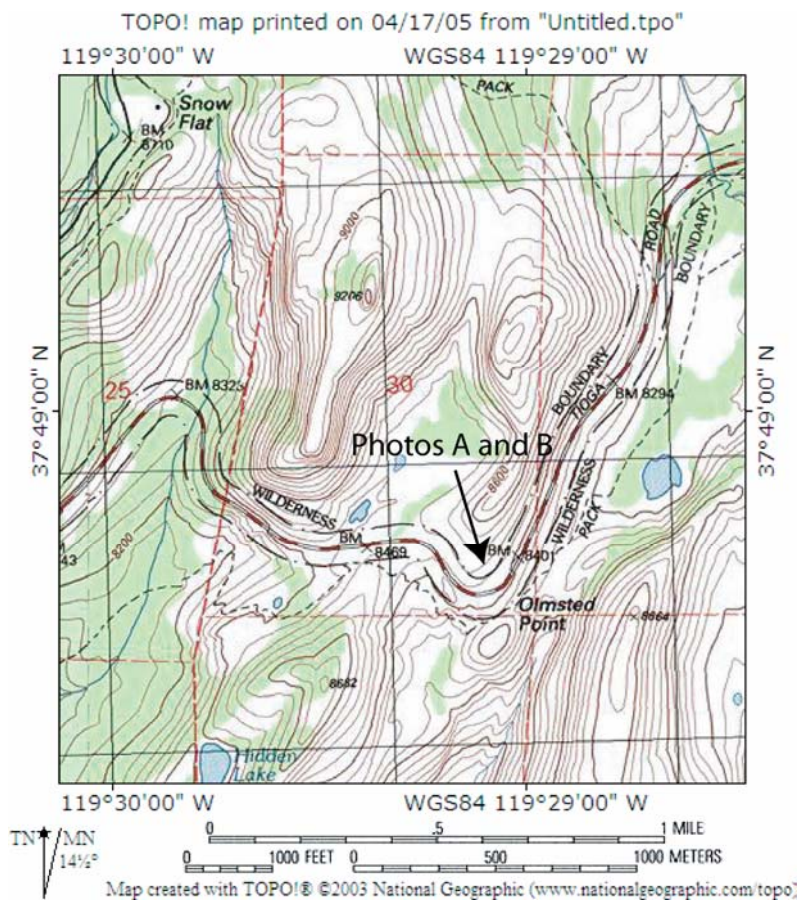 TOPO! map printed on 04/17/05 from "Untitled.tpo"
119°30'00" W WGS84 119°29'00" W
Snow
Flat
PACK
BM
8710
ROAD
BOUNDARY
9000
9206
37°49'00" N
25
BM 8323
30
BOUNDARY
TIOGA
BM 8294
37°49'00" N
Photos A and B
8600
WILDERNESS
WILDERNESS
PACK
8200
43
BM
8469
BM
8401
Olmsted
Point
8664
8682
Hidden
Lake
119°30'00" W WGS84 119°29'00" W
TN MN
14½°
0 .5 1 MILE
0 1000 FEET 0 500 1000 METERS
Map created with TOPO!® ©2003 National Geographic (www.nationalgeographic.com/topo)